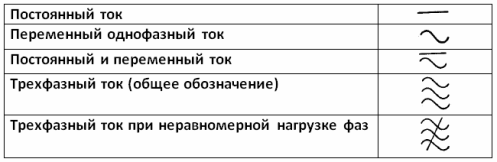 Постоянный ток
Переменный однофазный ток
Постоянный и переменный ток
Трехфазный ток (общее обозначение)
Трехфазный ток при неравномерной нагрузке фаз